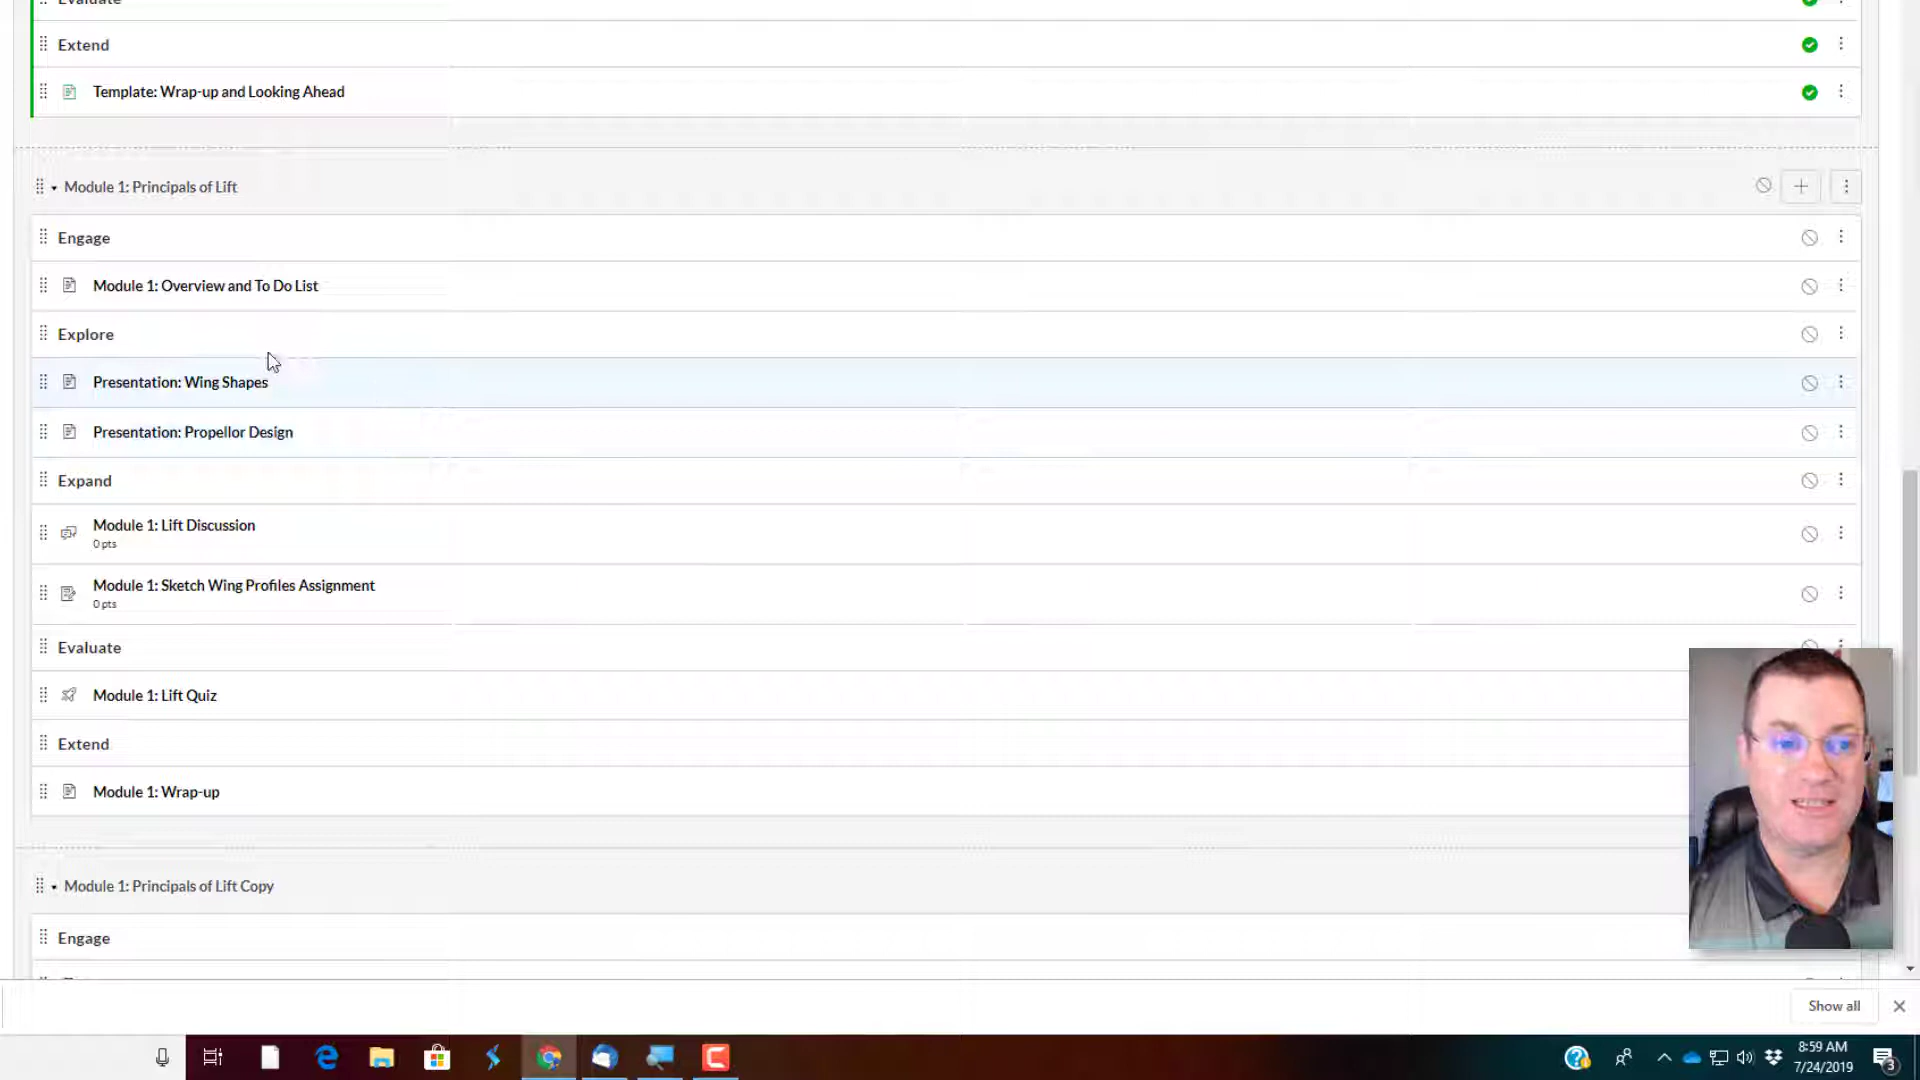 Evaluate
Extend
Template: Wrap-up and Looking Ahead
Module 1: Principals of Lift
Engage
Module 1: Overview and To Do List
Explore
Presentation: Wing Shapes
Presentation: Propellor Design
Expand
Module 1: Lift Discussion
0 pts
Module 1: Sketch Wing Profiles Assignment
0 pts
Evaluate
Module 1: Lift Quiz
Extend
Module 1: Wrap-up
Module 1: Principals of Lift Copy
Engage
Show all
8:59 AM
7/24/2019
3